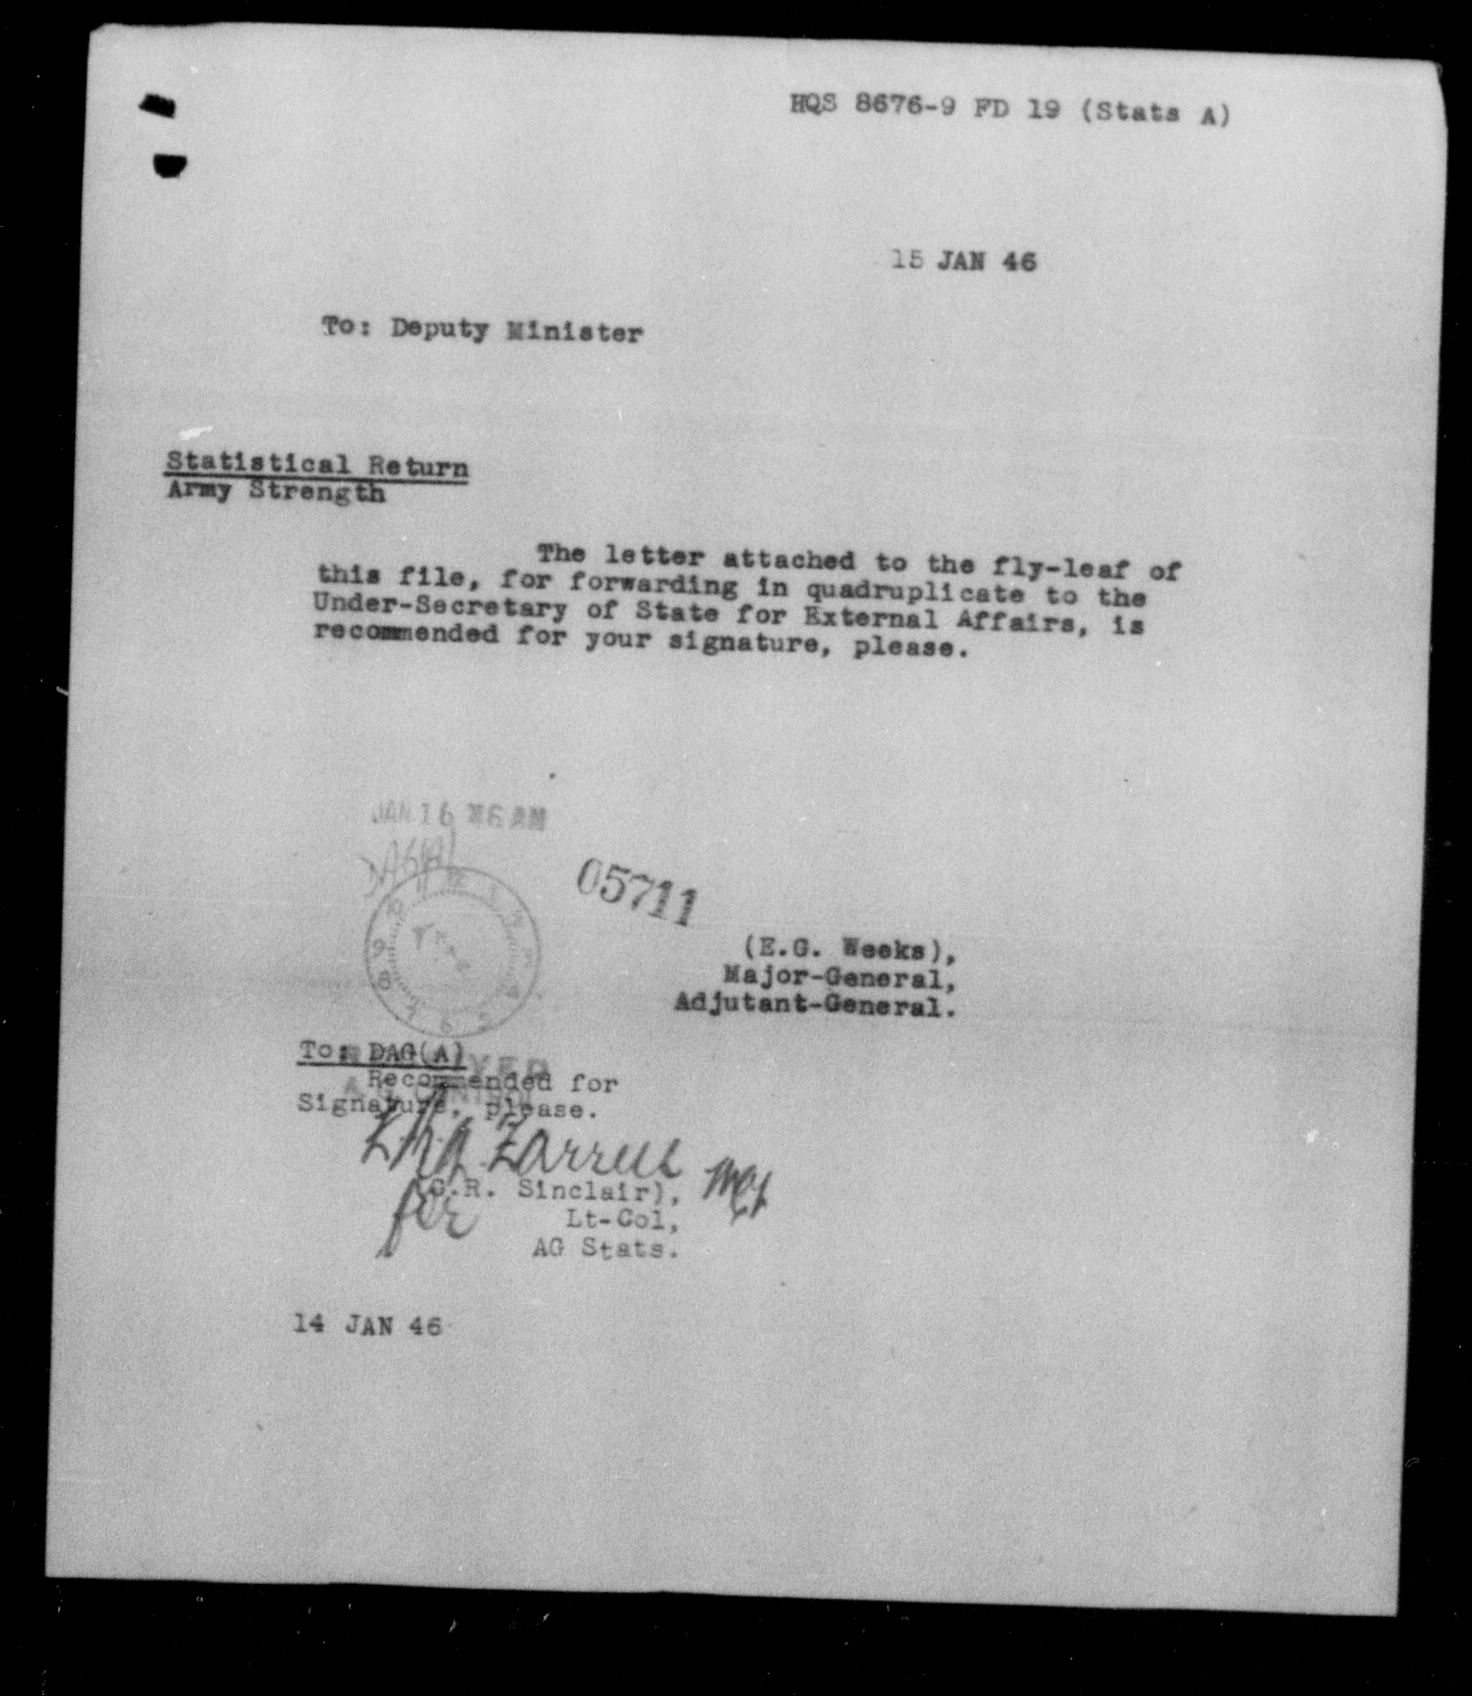 HQS 8676-9 FD 19 (Stats A)
15 JAN 46
To: Deputy Minister
Statistical Return
Army Strength
The letter attached to the fly-leaf of
this file, for forwarding in quadruplicate to the
Under-Secretary of State for External Affairs, is
recommended for your signature, please.
JAN 16 AM
05711
(E.G. Weeks),
Major-General,
Adjutant-General.
To: DAG(A)
Recommended for
Signature, please.
for
(G.R. Sinclair),
Lt-Col,
AG Stats.
14 JAN 46